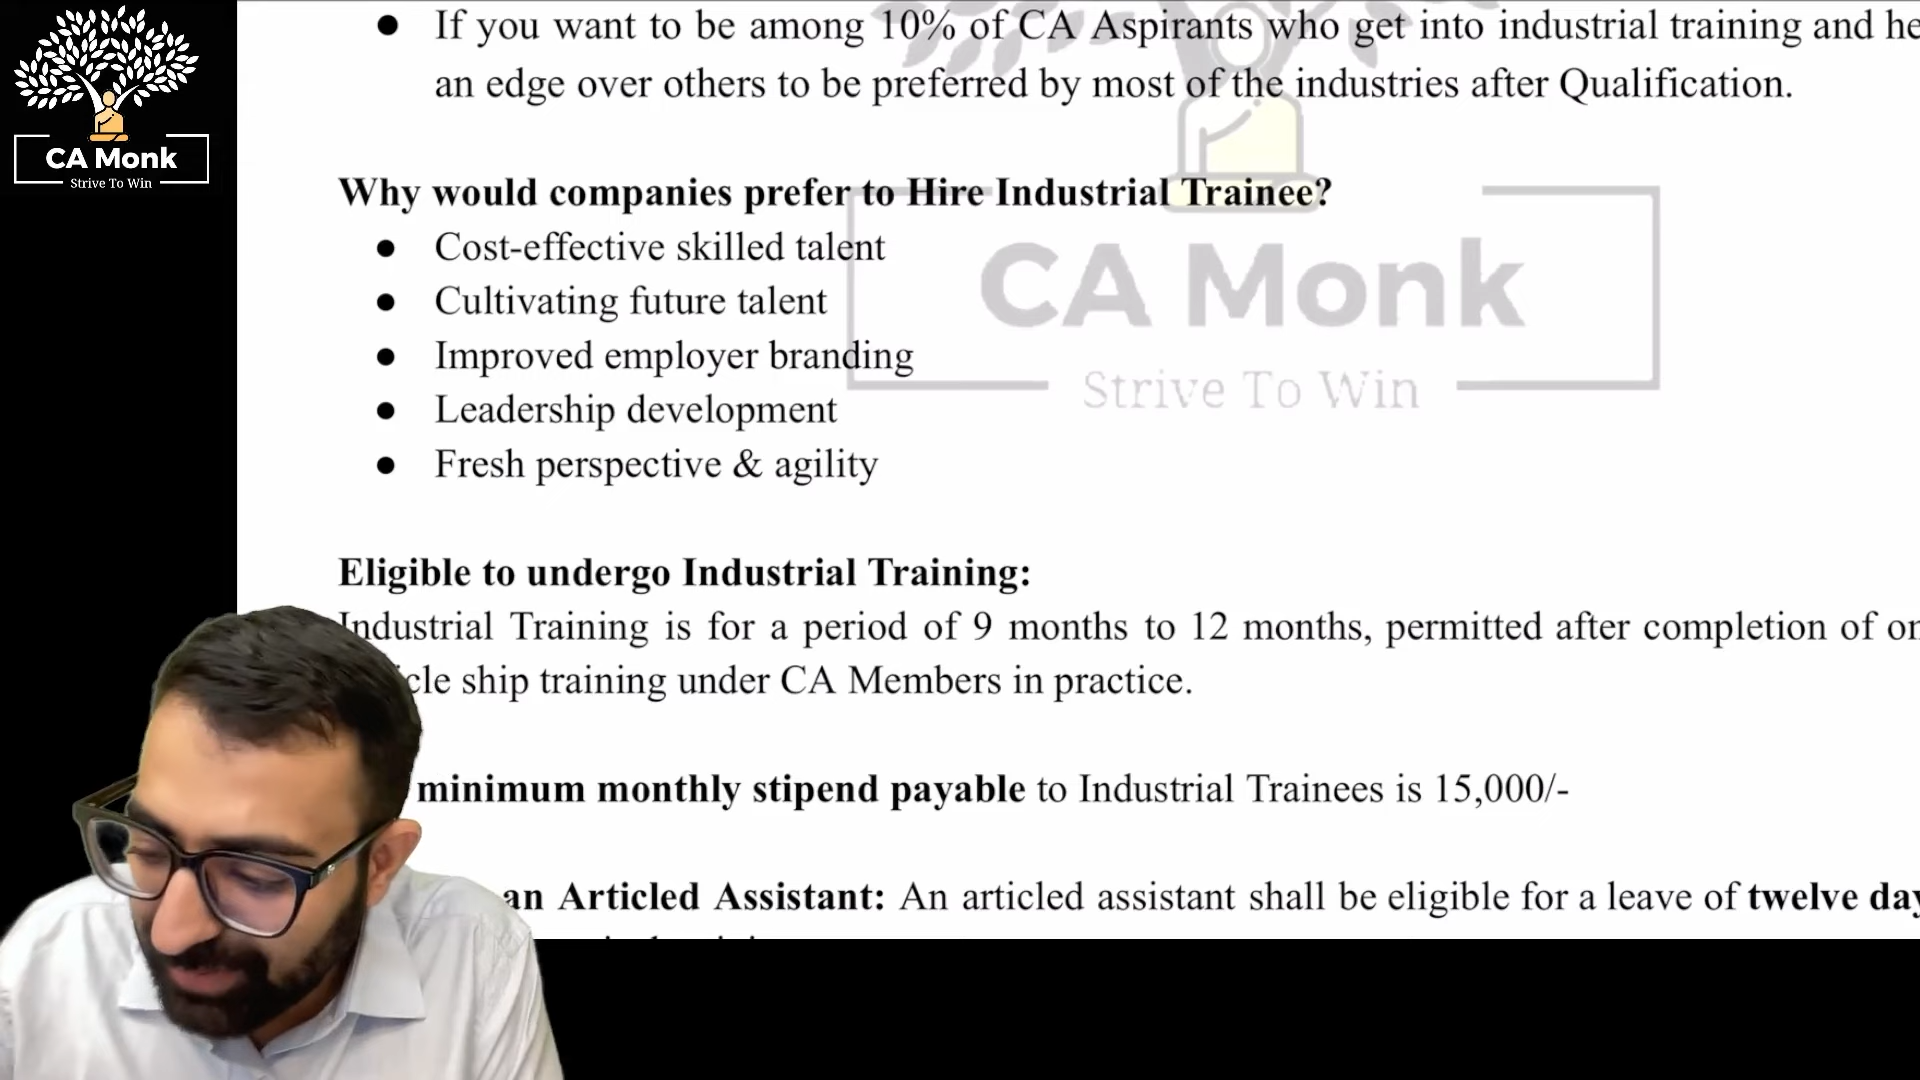 If you want to be among 10% of CA Aspirants who get into industrial training and he
an edge over others to be preferred by most of the industries after Qualification.
CA Monk
Strive To Win
Why would companies prefer to Hire Industrial Trainee?
Cost-effective skilled talent
Cultivating future talent
Improved employer branding
Leadership development
Fresh perspective & agility
CA Monk
Strive To Win
Eligible to undergo Industrial Training:
Industrial Training is for a period of 9 months to 12 months, permitted after completion of
cle ship training under CA Members in practice.
minimum monthly stipend payable to Industrial Trainees is 15,000/-
an Articled Assistant: An articled assistant shall be eligible for a leave of twelve day